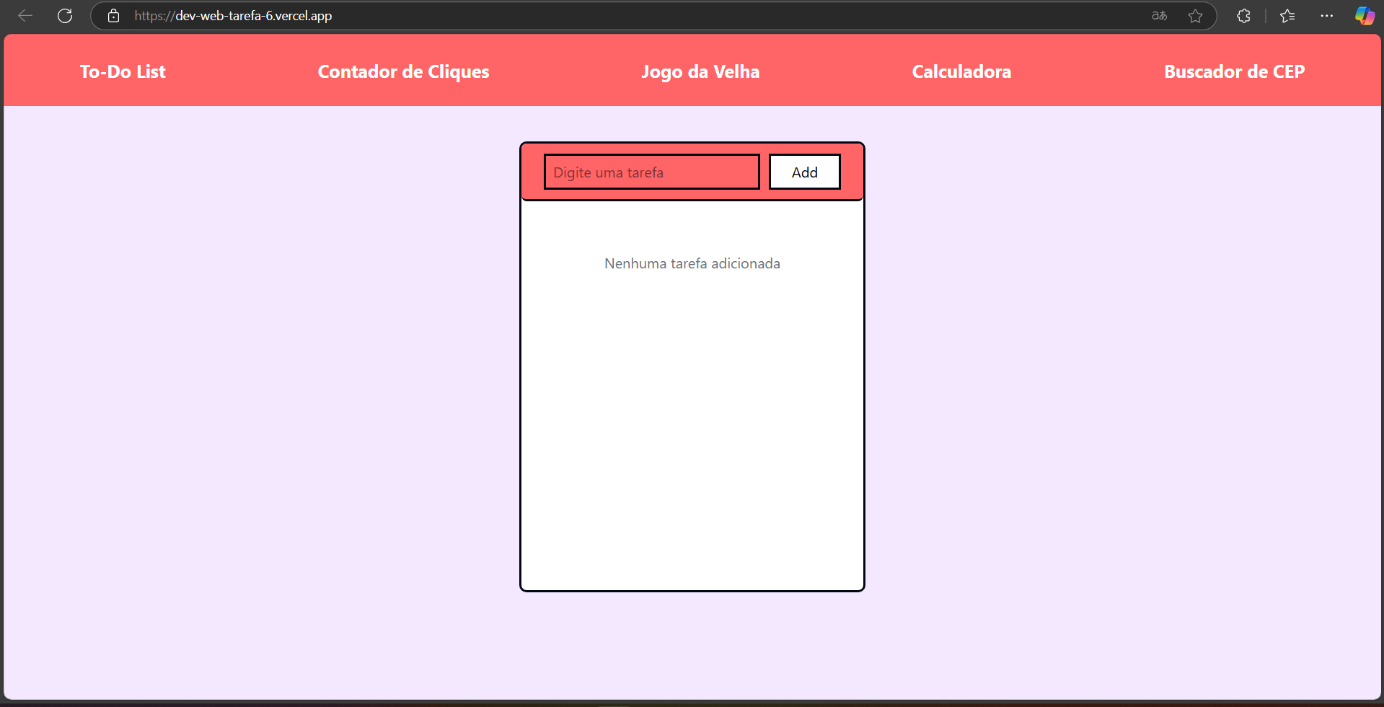 https://dev-web-tarefa-6.vercel.app
To-Do List Contador de Cliques Jogo da Velha Calculadora Buscador de CEP
Digite uma tarefa Add
Nenhuma tarefa adicionada